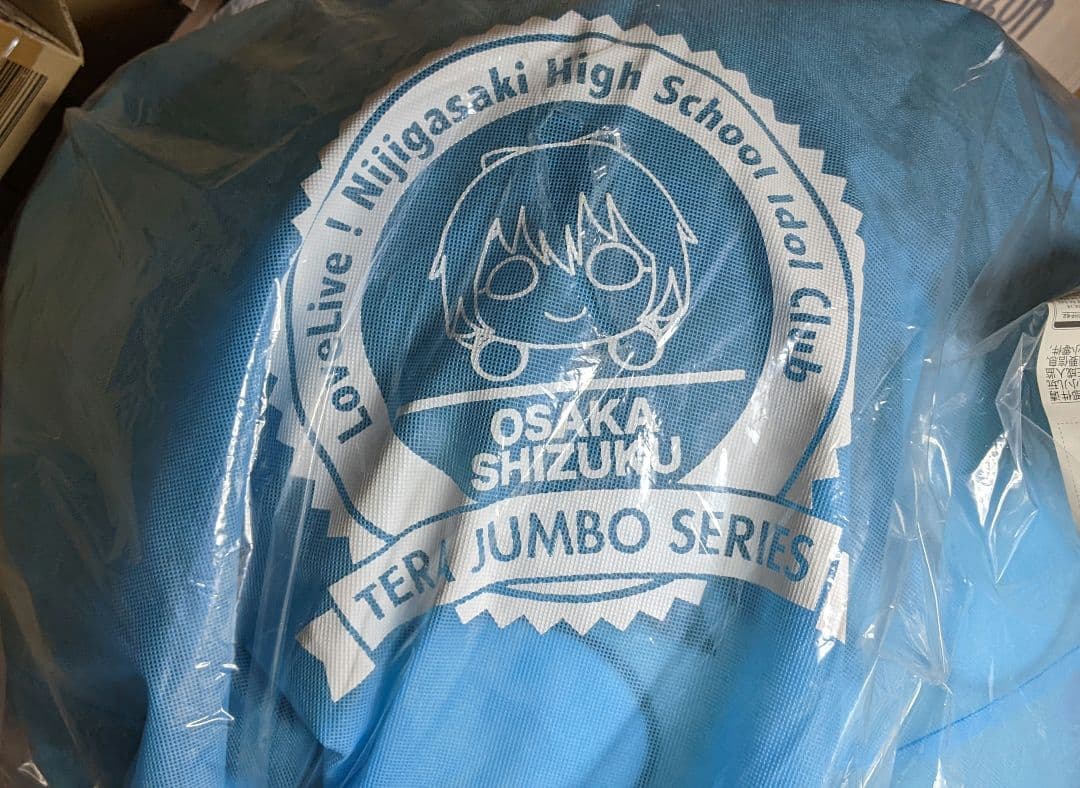 LoveLive! Nijigasaki High School Idol Club
OSAKA
SHIZUKU
TERA JUMBO SERIES